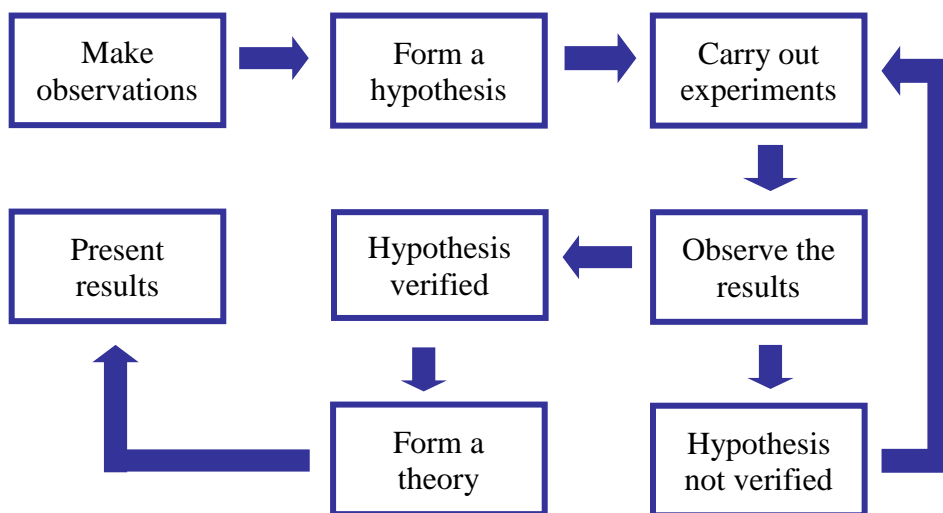 Make
observations
Form a
hypothesis
Carry out
experiments
Present
results
Hypothesis
verified
Observe the
results
Form a
theory
Hypothesis
not verified